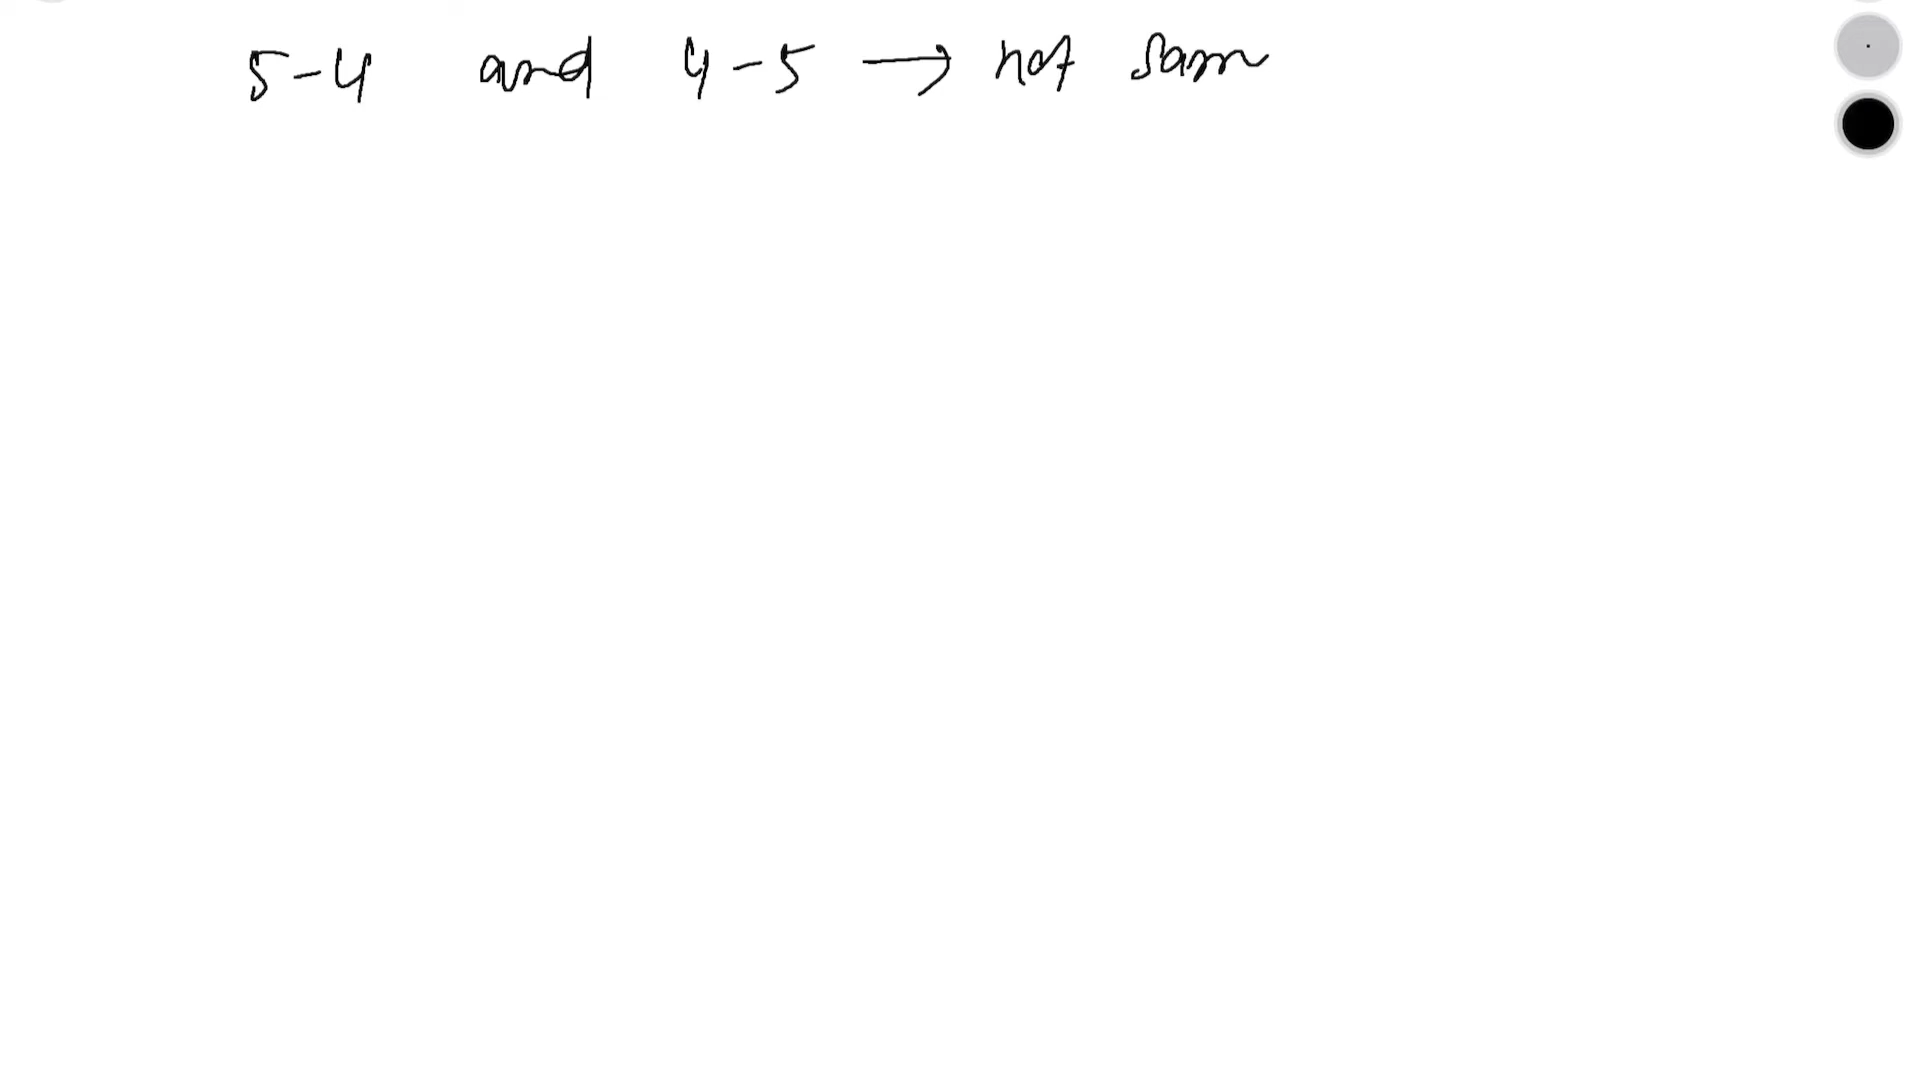 5-4 and 4-5 → not sam